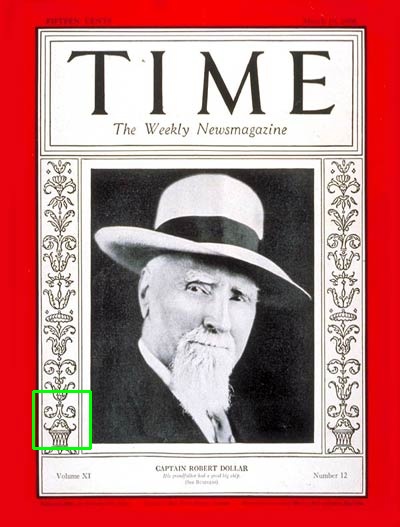 FIFTEEN CENTS
TIME
The Weekly Newsmagazine
CAPTAIN ROBERT DOLLAR
His grandfather had a good big ship.
(See BUSINESS)
Volume XI
Number 12